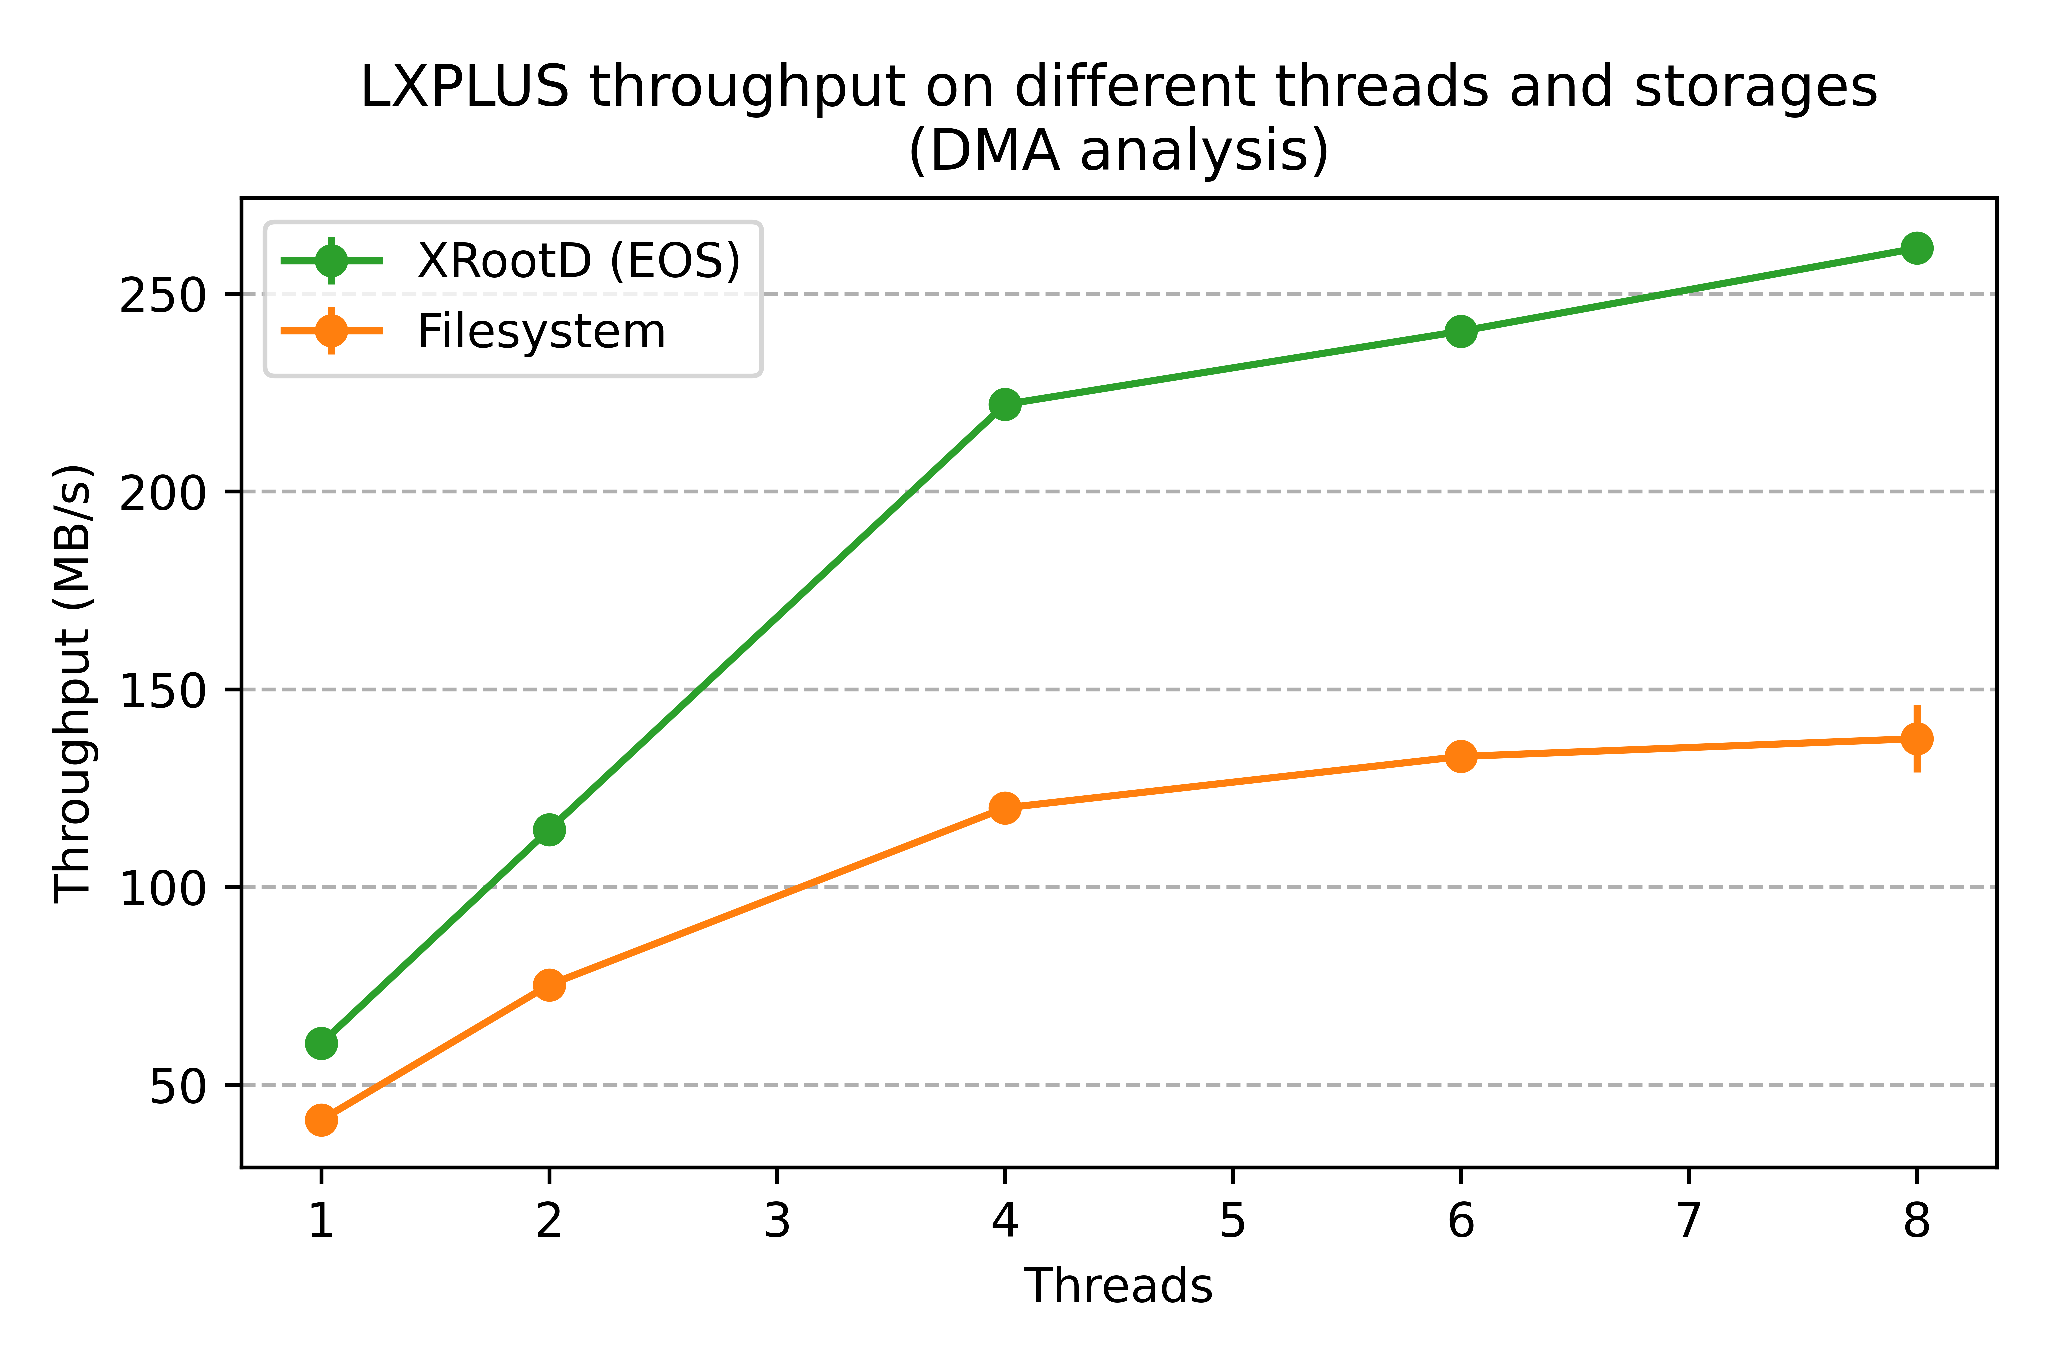 LXPLUS throughput on different threads and storages
(DMA analysis)
XRootD (EOS)
Filesystem
Throughput (MB/s)
250
200
150
100
50
1 2 3 4 5 6 7 8
Threads